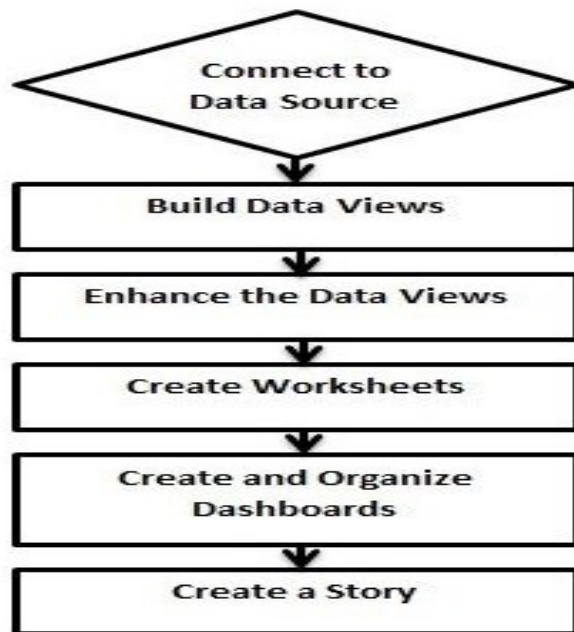 Connect to
Data Source
Build Data Views
Enhance the Data Views
Create Worksheets
Create and Organize
Dashboards
Create a Story